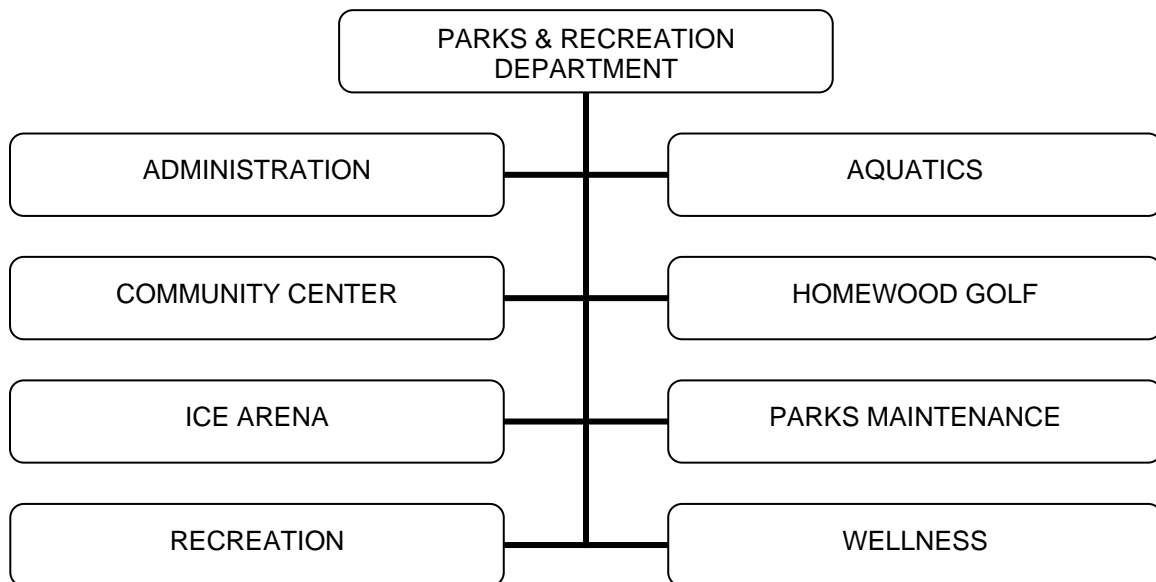 PARKS & RECREATION
DEPARTMENT
ADMINISTRATION
AQUATICS
COMMUNITY CENTER
HOMEWOOD GOLF
ICE ARENA
PARKS MAINTENANCE
RECREATION
WELLNESS